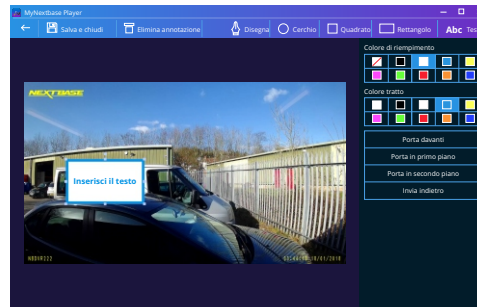 MyNextbase Player
Salva e chiudi
Elimina annotazione
Disegna
Cerchio
Quadrato
Rettangolo
Abc
Colore di riempimento
Colore tratto
Porta davanti
Porta in primo piano
Porta in secondo piano
Invia indietro
NEXTBASE
Inserisci il testo